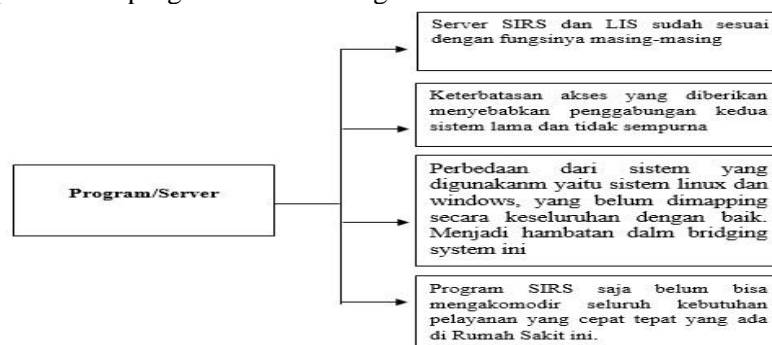 Server SIRS dan LIS sudah sesuai
dengan fungsinya masing-masing
Keterbatasan akses yang diberikan
menyebabkan penggabungan kedua
sistem lama dan tidak sempurna
Program/Server
Perbedaan dari sistem yang
digunakanm yaitu sistem linux dan
windows, yang belum dimapping
secara keseluruhan dengan baik.
Menjadi hambatan dalm bridging
system ini
Program SIRS saja belum bisa
mengakomodir seluruh kebutuhan
pelayanan yang cepat tepat yang ada
di Rumah Sakit ini.